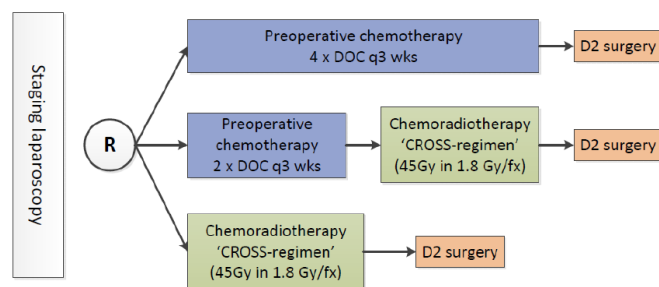 Staging laparoscopy
R
Preoperative chemotherapy
4 x DOC q3 wks
D2 surgery
Preoperative
chemotherapy
2 x DOC q3 wks
Chemoradiotherapy
‘CROSS-regimen’
(45Gy in 1.8 Gy/fx)
D2 surgery
Chemoradiotherapy
‘CROSS-regimen’
(45Gy in 1.8 Gy/fx)
D2 surgery